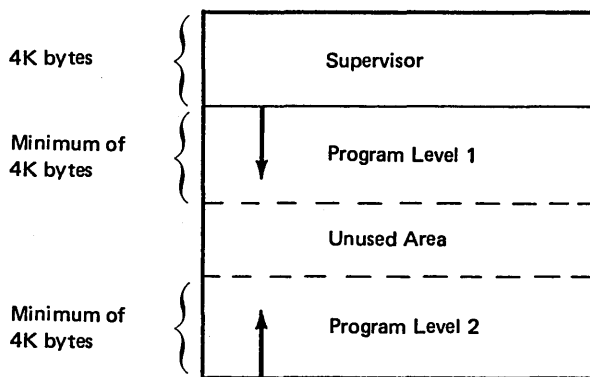 4K bytes
Supervisor
Minimum of
4K bytes
Program Level 1
Unused Area
Minimum of
4K bytes
Program Level 2